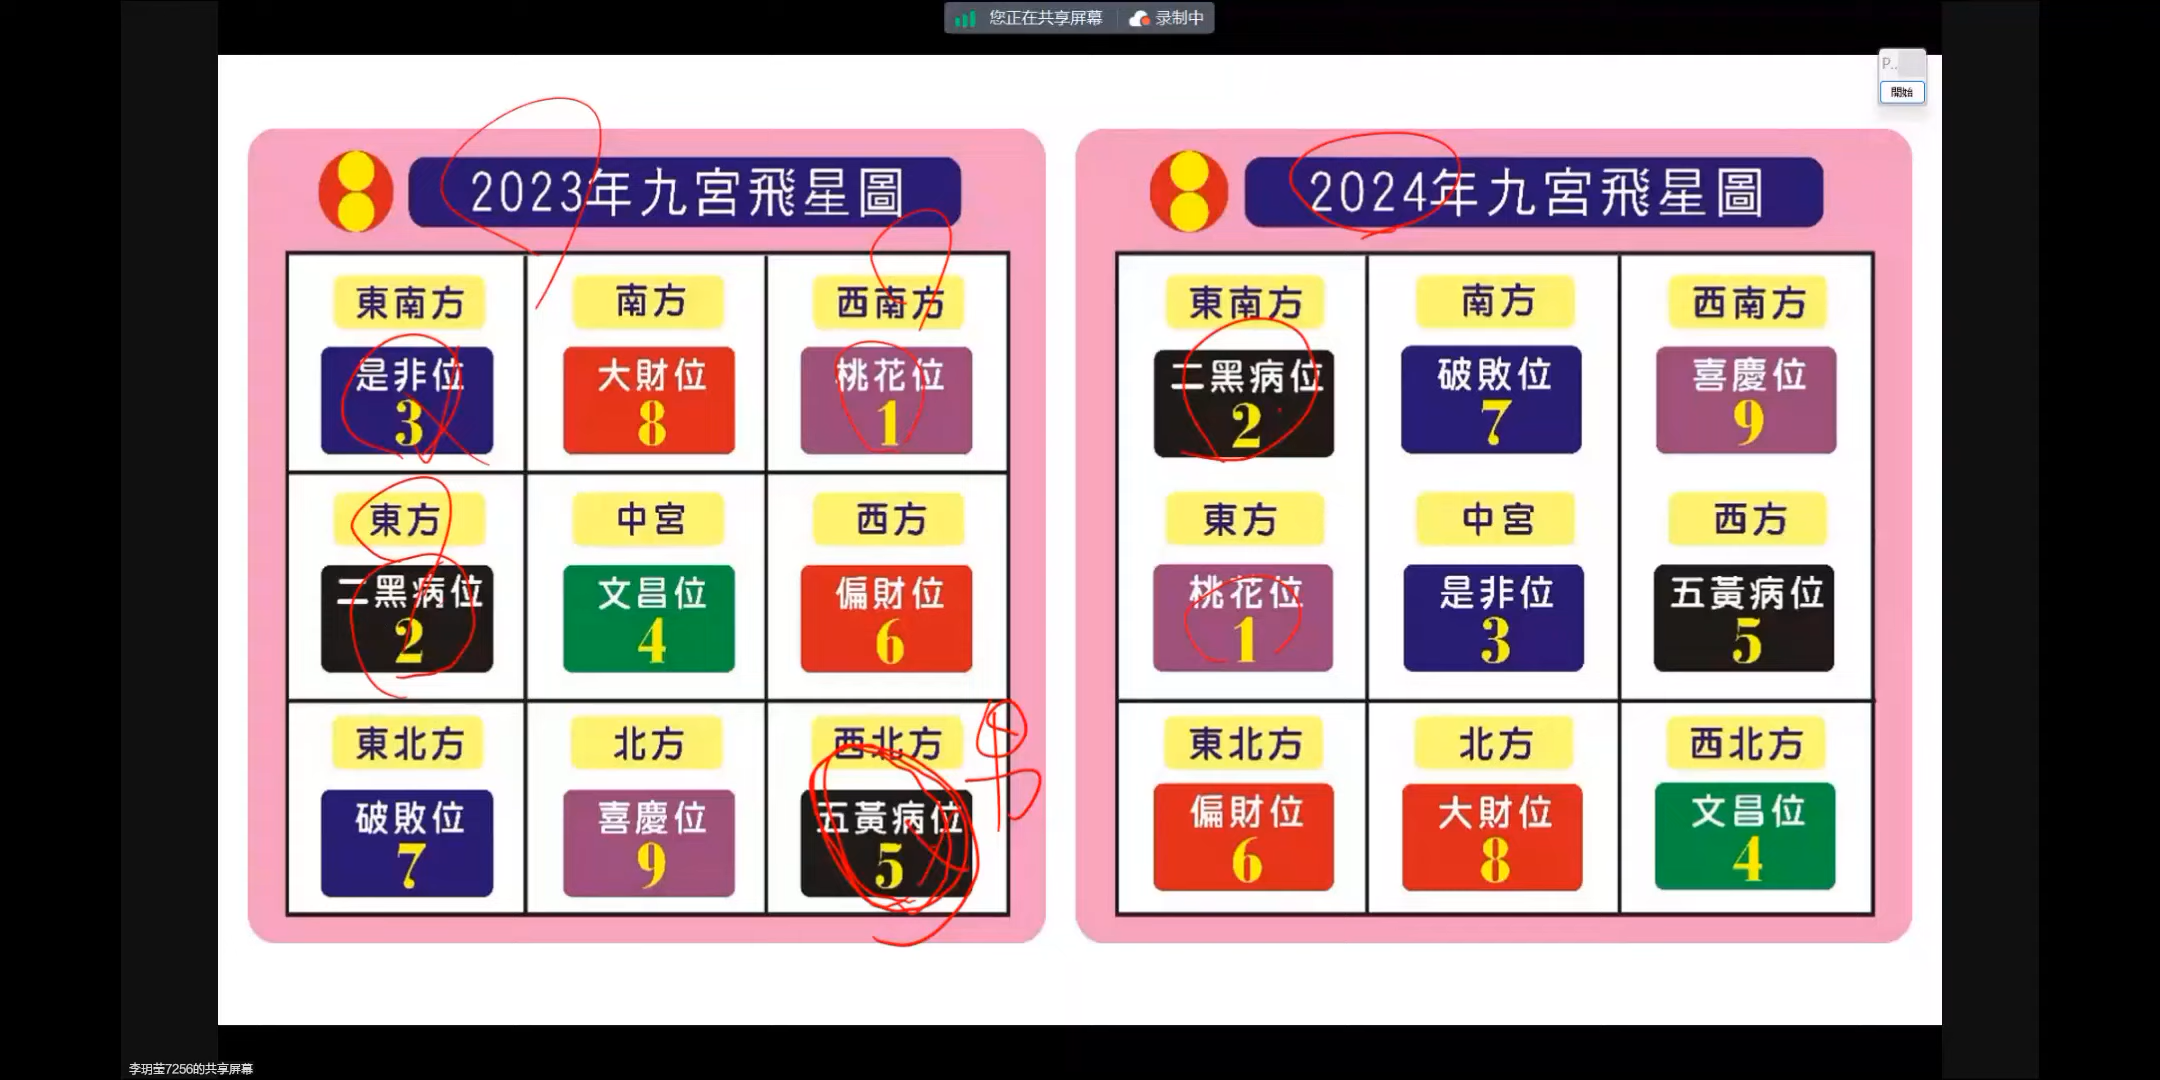 您正在共享屏幕 录制中
P..
開始
2023年九宮飛星圖
東南方 南方 西南方
是非位 大財位 桃花位
3 8 1
東方 中宮 西方
二黑病位 文昌位 偏財位
2 4 6
東北方 北方 西北方
破敗位 喜慶位 五黃病位
7 9 5
2024年九宮飛星圖
東南方 南方 西南方
二黑病位 破敗位 喜慶位
2 7 9
東方 中宮 西方
桃花位 是非位 五黃病位
1 3 5
東北方 北方 西北方
偏財位 大財位 文昌位
6 8 4
李玥莹7256的共享屏幕